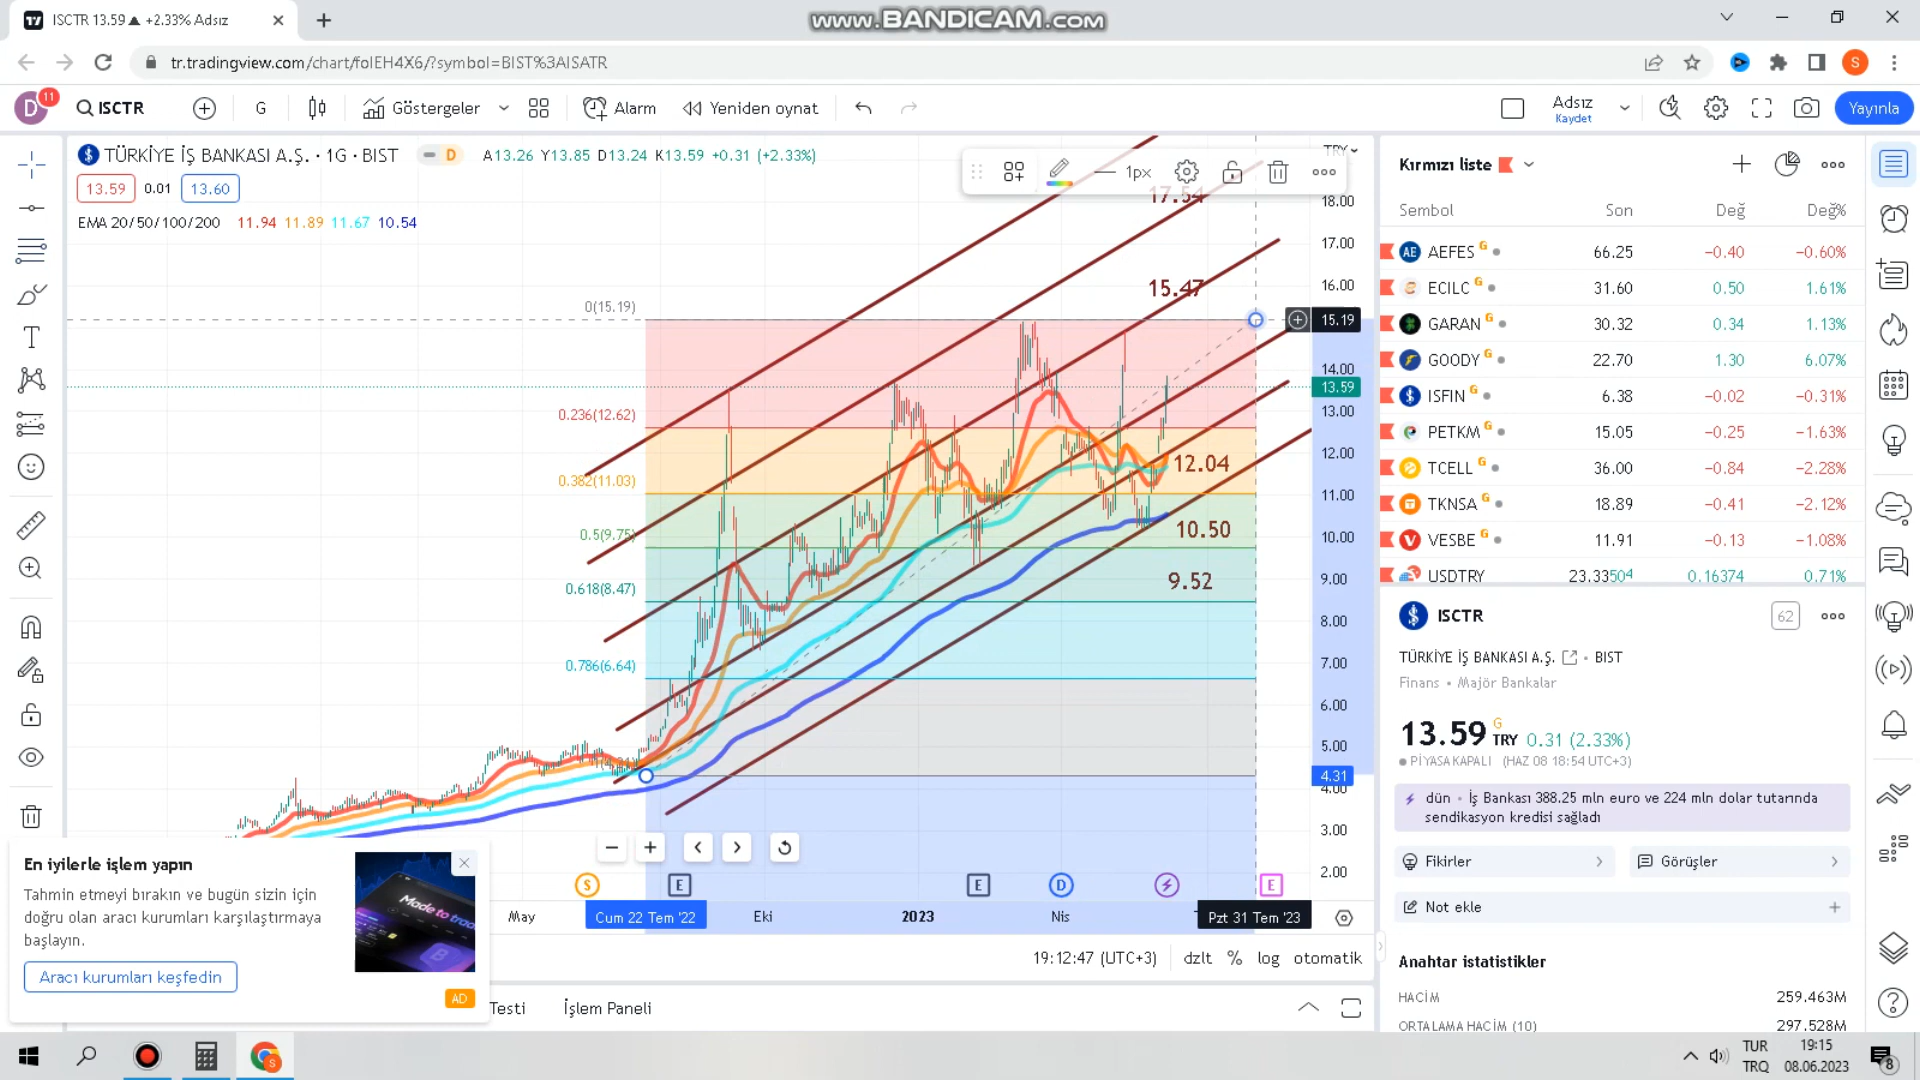 ISCTR 13.59 ▲ +2.33% Adsız
www.BANDICAM.com
tr.tradingview.com/chart/folEH4X6/?symbol=BIST%3AISATR
S
D
11
ISCTR
G
Göstergeler
Alarm
Yeniden oynat
Adsız
Kaydet
Yayınla
TÜRKİYE İŞ BANKASI A.Ş. · 1G · BIST
D
A13.26 Y13.85 D13.24 K13.59 +0.31 (+2.33%)
13.59
0.01
13.60
EMA 20/50/100/200 11.94 11.89 11.67 10.54
1px
17.54
15.47
12.04
10.50
9.52
0(15.19)
0.236(12.62)
0.382(11.03)
0.5(9.75)
0.618(8.47)
0.786(6.64)
18.00
17.00
16.00
15.19
14.00
13.59
13.00
12.00
11.00
10.00
9.00
8.00
7.00
6.00
5.00
4.31
4.00
3.00
2.00
S
E
E
D
E
May
Cum 22 Tem '22
Eki
2023
Nis
Pzt 31 Tem '23
19:12:47 (UTC+3)
dzlt
%
log
otomatik
Testi
İşlem Paneli
En iyilerle işlem yapın
Tahmin etmeyi bırakın ve bugün sizin için
doğru olan aracı kurumları karşılaştırmaya
başlayın.
Aracı kurumları keşfedin
Made to trad
AD
Kırmızı liste
Sembol Son Değ Değ%
AEFES G 66.25 −0.40 −0.60%
ECILC G 31.60 0.50 1.61%
GARAN G 30.32 0.34 1.13%
GOODY G 22.70 1.30 6.07%
ISFIN G 6.38 −0.02 −0.31%
PETKM G 15.05 −0.25 −1.63%
TCELL G 36.00 −0.84 −2.28%
TKNSA G 18.89 −0.41 −2.12%
VESBE G 11.91 −0.13 −1.08%
USDTRY 23.33504 0.16374 0.71%
ISCTR
62
TÜRKİYE İŞ BANKASI A.Ş. • BIST
Finans • Majör Bankalar
13.59 G TRY 0.31 (2.33%)
PİYASA KAPALI (HAZ 08 18:54 UTC+3)
dün • İş Bankası 388.25 mln euro ve 224 mln dolar tutarında
sendikasyon kredisi sağladı
Fikirler
Görüşler
Not ekle
Anahtar istatistikler
HACİM 259.463M
ORTALAMA HACİM (10) 297.528M
TUR
TRQ
19:15
08.06.2023
8